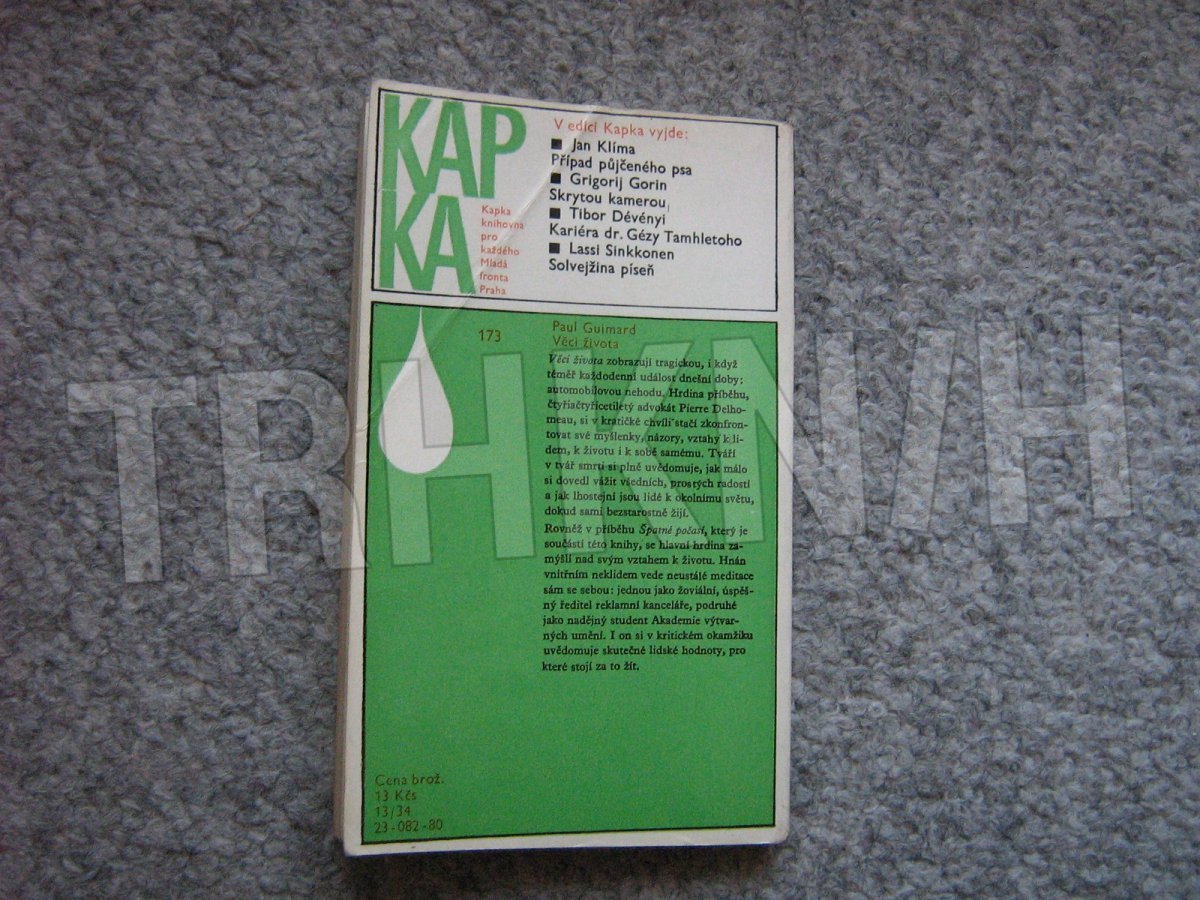 KAP
KA
Kapka
knihovna
pro
každého
Mladá
fronta
Praha
V edici Kapka vyjde:
■ Jan Klíma
Případ půjčeného psa
■ Grigorij Gorin
Skrytou kamerou
■ Tibor Dévényi
Kariéra dr. Gézy Tamhletoho
■ Lassi Sinkkonen
Solvejžina píseň
173
Paul Guimard
Věci života
Věci života zobrazují tragickou, i když
téměř každodenní událost dnešní doby:
automobilovou nehodu. Hrdina příběhu,
čtyřiačtyřicetiletý advokát Pierre Delho-
meau, si v kratičké chvíli stačí zkonfron-
tovat své myšlenky, názory, vztahy k li-
dem, k životu i k sobě samému. Tváří
v tvář smrti si plně uvědomuje, jak málo
si dovedl vážit všedních, prostých radostí
a jak lhostejní jsou lidé k okolnímu světu,
dokud sami bezstarostně žijí.
Rovněž v příběhu Špatné počasí, který je
součástí této knihy, se hlavní hrdina za-
mýšlí nad svým vztahem k životu. Hnán
vnitřním neklidem vede neustálé meditace
sám se sebou: jednou jako žoviální, úspěš-
ný ředitel reklamní kanceláře, podruhé
jako nadějný student Akademie výtvar-
ných umění. I on si v kritickém okamžiku
uvědomuje skutečné lidské hodnoty, pro
které stojí za to žít.
Cena brož.
13 Kčs
13/34
23-082-80
TRHKNIH